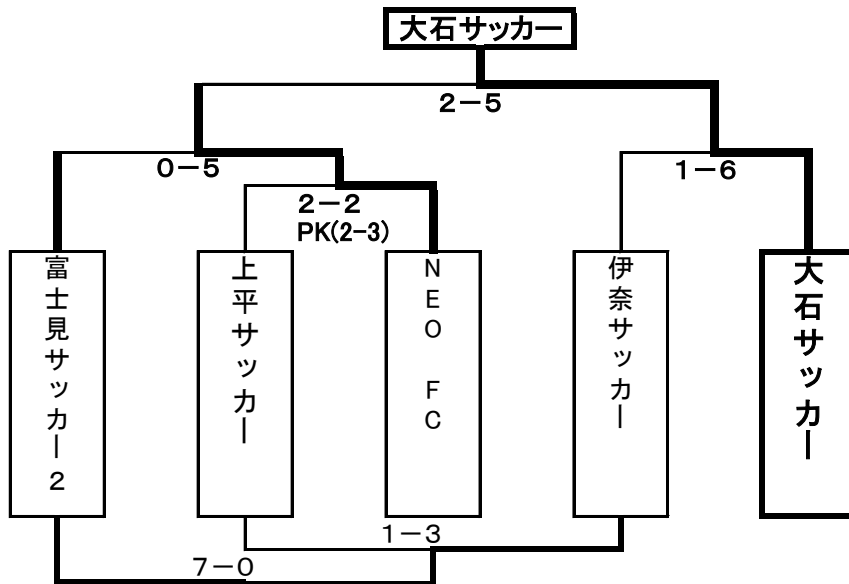 大石サッカー
2－5
0－5
1－6
2－2
PK(2-3)
富士見サッカー2
上平サッカー
NEO FC
伊奈サッカー
大石サッカー
1－3
7－0